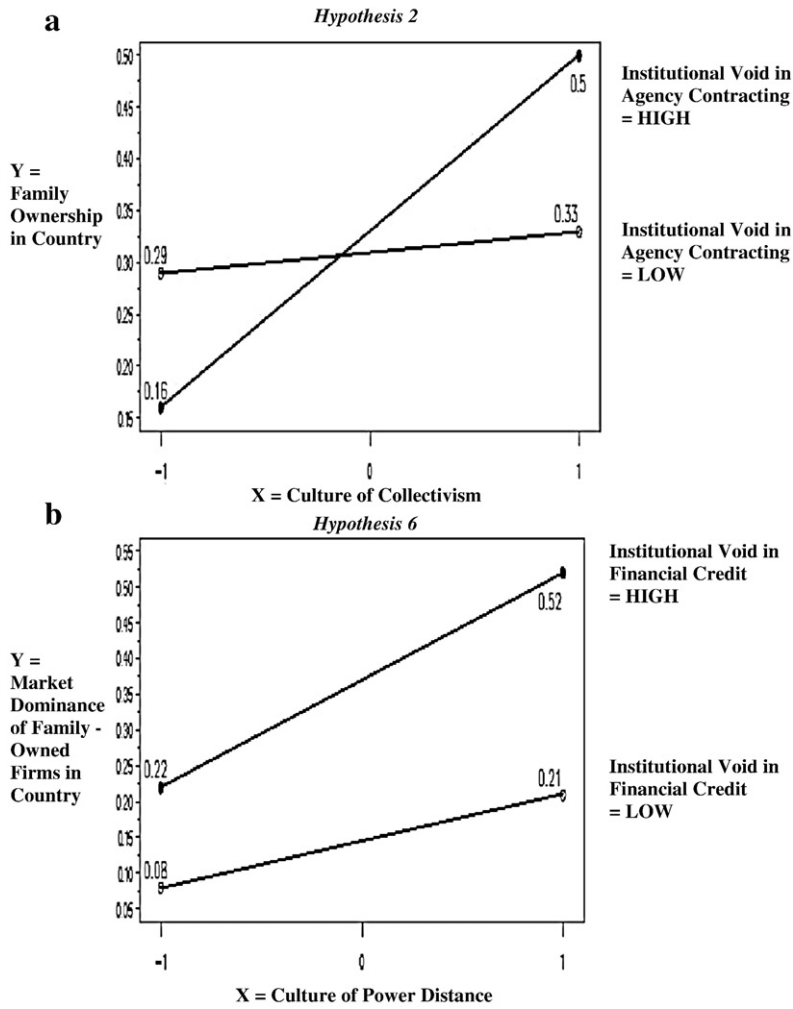 a
Hypothesis 2
0.50
0.45
0.40
0.35
0.30
0.25
0.20
0.15
0.5
0.33
0.29
0.16
Y =
Family
Ownership
in Country
Institutional Void in
Agency Contracting
= HIGH
Institutional Void in
Agency Contracting
= LOW
-1 0 1
X = Culture of Collectivism
b
Hypothesis 6
0.55
0.50
0.45
0.40
0.35
0.30
0.25
0.20
0.15
0.10
0.05
0.52
0.22
0.21
0.08
Y =
Market
Dominance
of Family -
Owned
Firms in
Country
Institutional Void in
Financial Credit
= HIGH
Institutional Void in
Financial Credit
= LOW
-1 0 1
X = Culture of Power Distance